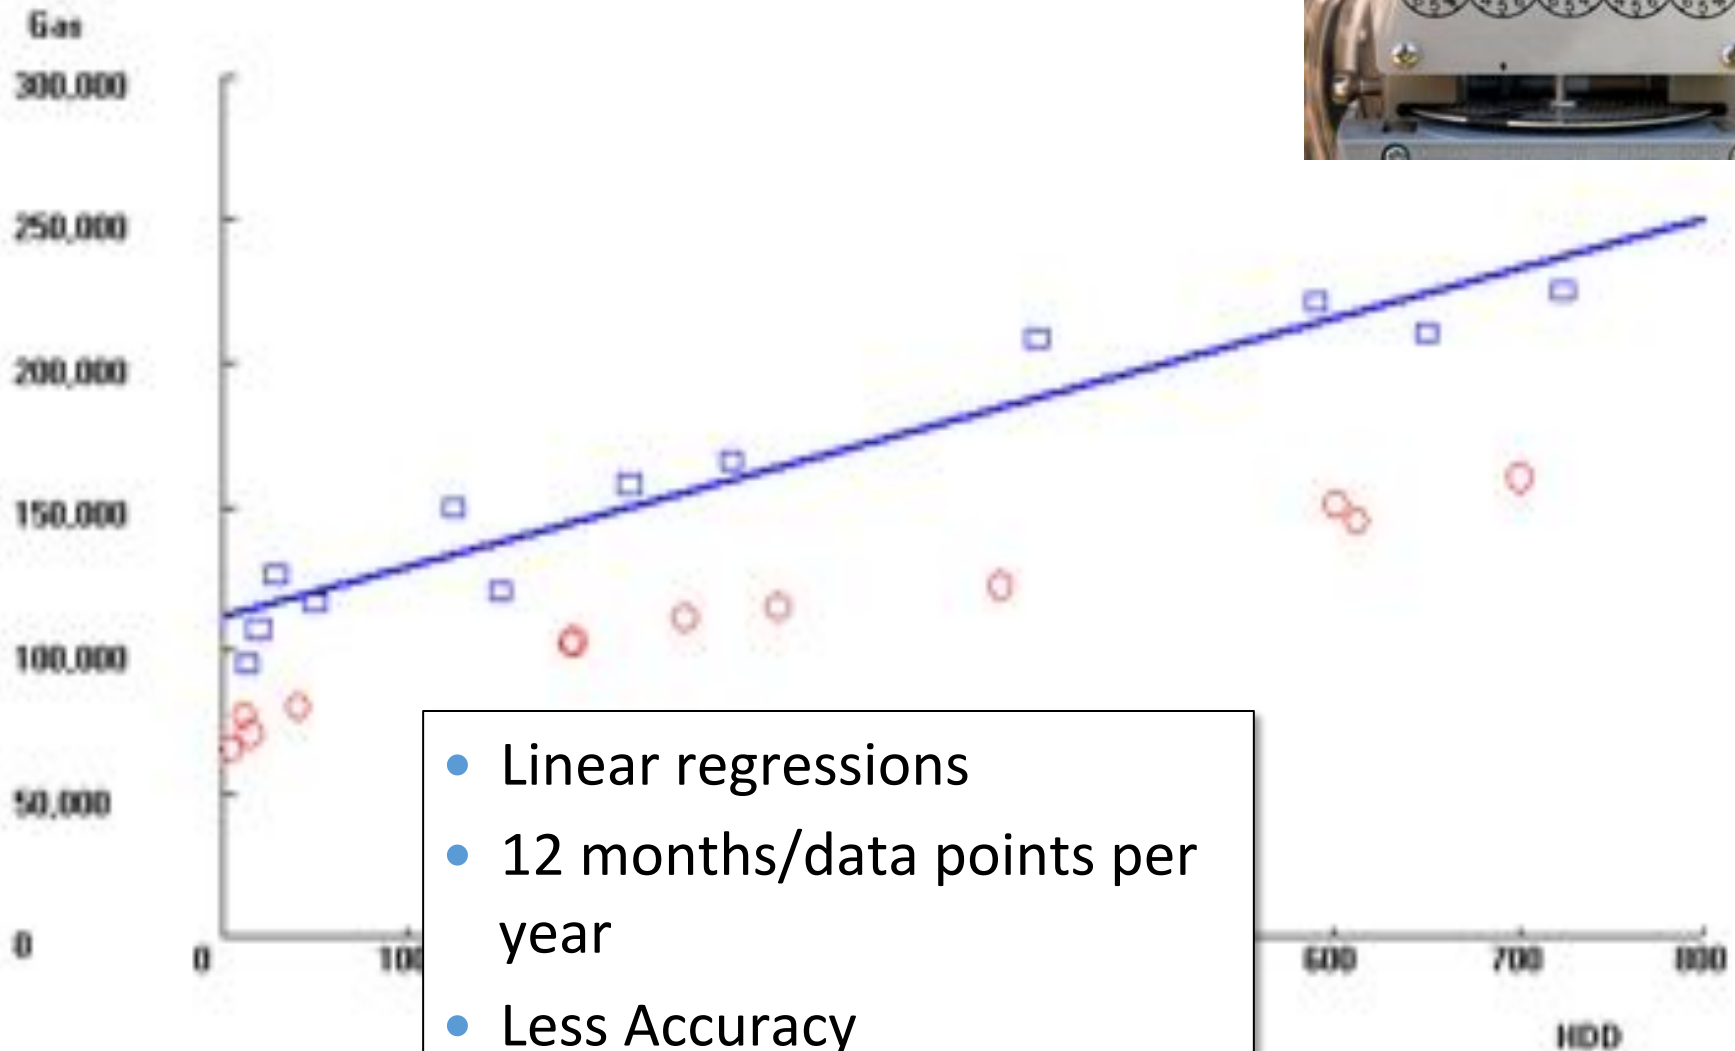 Gas
300,000
250,000
200,000
150,000
100,000
50,000
0
0 100 600 700 800
HDD
• Linear regressions
• 12 months/data points per
year
• Less Accuracy